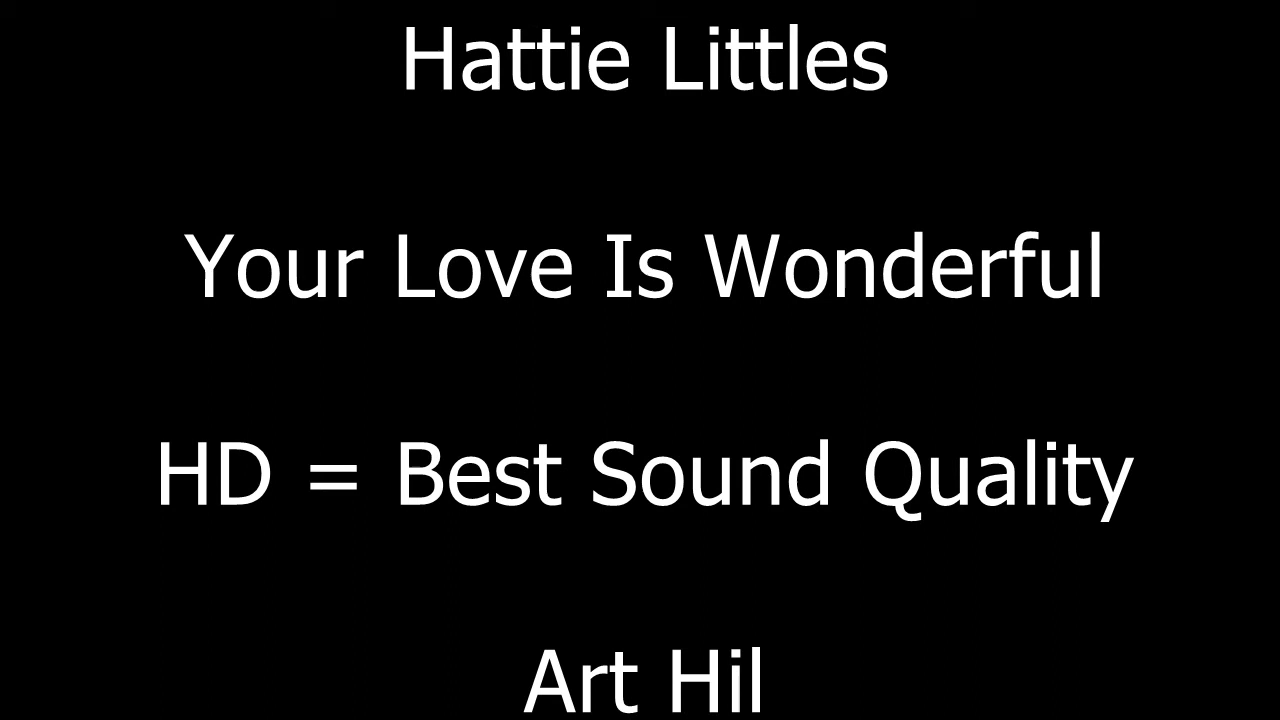 Hattie Littles
Your Love Is Wonderful
HD = Best Sound Quality
Art Hil